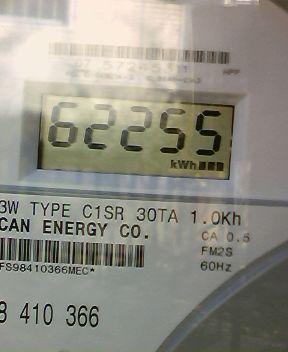 62255
kWh
3W TYPE C1SR 30TA 1.0Kh
CAN ENERGY CO.
CA 0.5
FM2S
60Hz
FS98410366MEC*
8 410 366